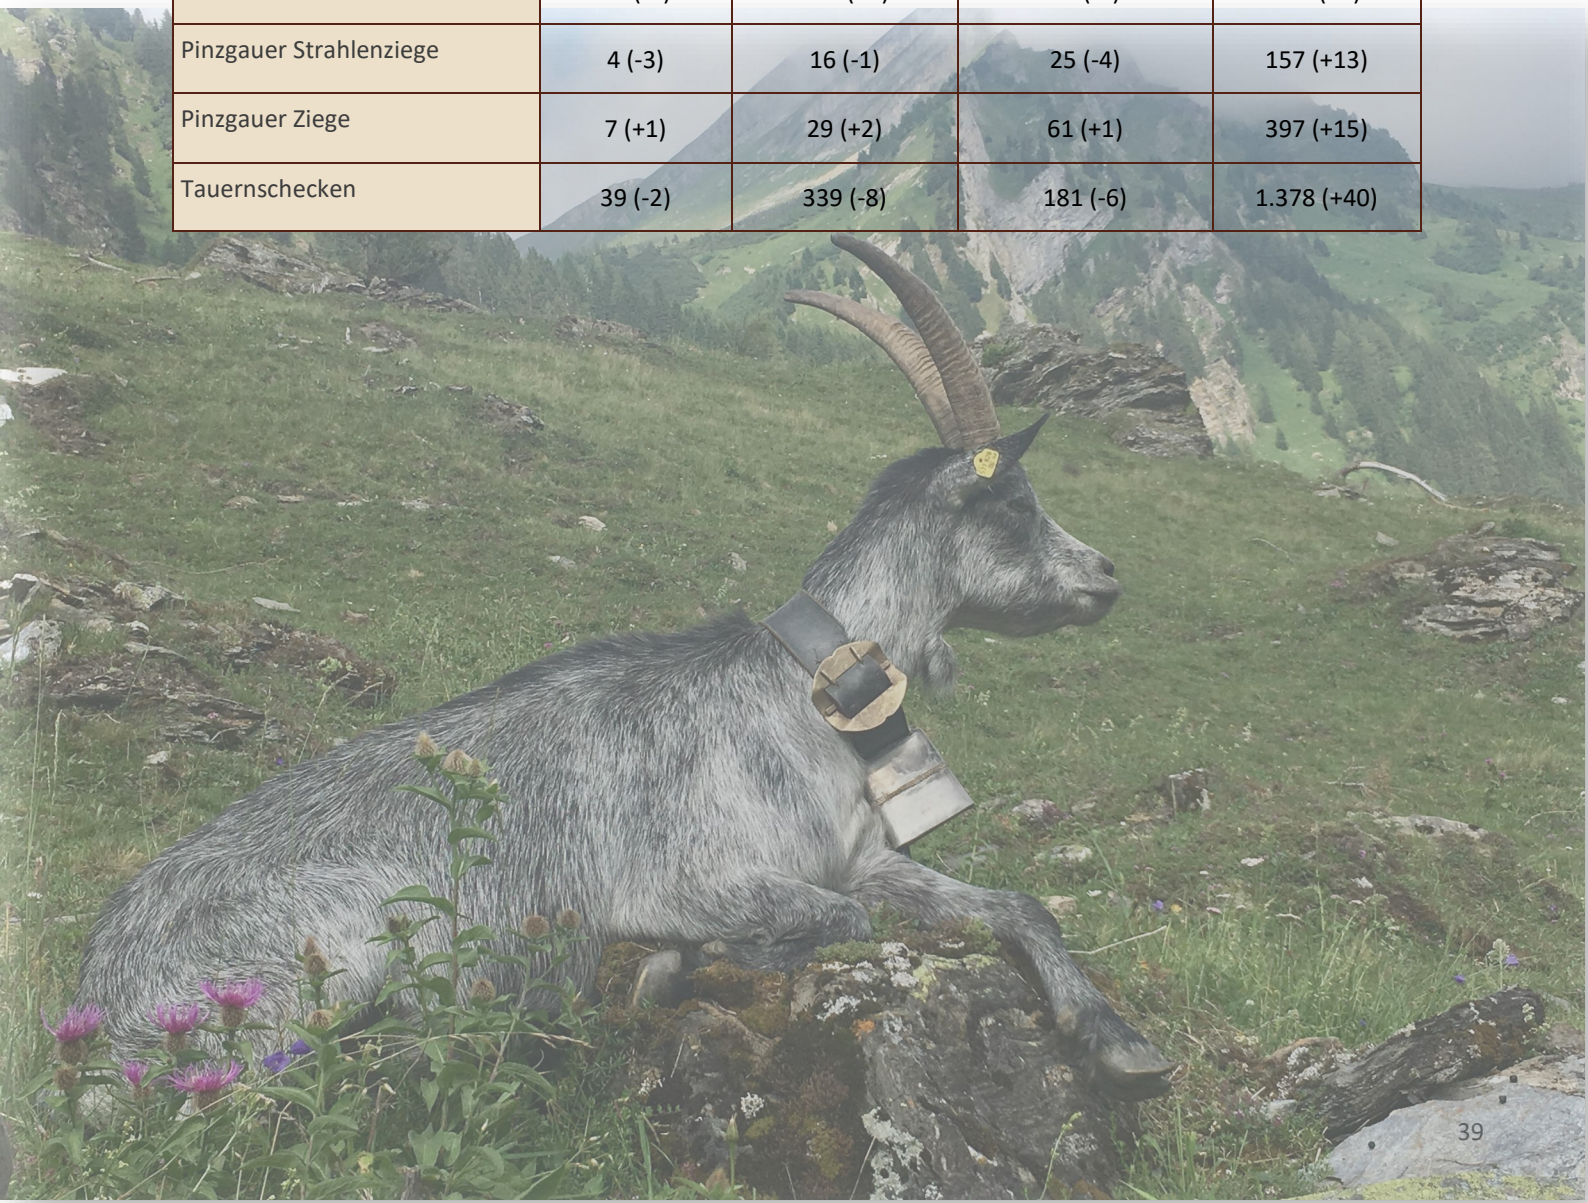 Pinzgauer Strahlenziege 4 (-3) 16 (-1) 25 (-4) 157 (+13)
Pinzgauer Ziege 7 (+1) 29 (+2) 61 (+1) 397 (+15)
Tauernschecken 39 (-2) 339 (-8) 181 (-6) 1.378 (+40)
39